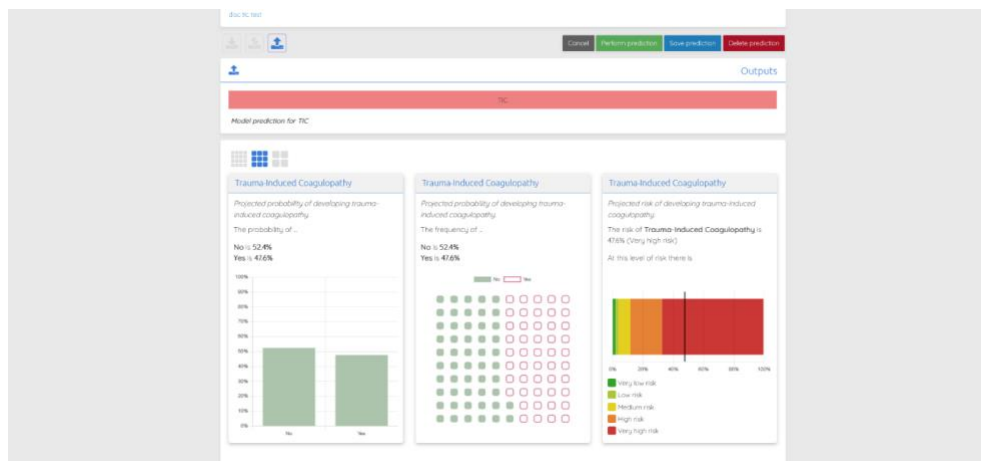 disc tic test
Cancel
Perform prediction
Save prediction
Delete prediction
Outputs
TIC
Model prediction for TIC
Trauma-Induced Coagulopathy
Projected probability of developing trauma-
induced coagulopathy.
The probability of ...
No is 52.4%
Yes is 47.6%
100%
90%
80%
70%
60%
50%
40%
30%
20%
10%
0%
No
Yes
Trauma-Induced Coagulopathy
Projected probability of developing trauma-
induced coagulopathy.
The frequency of ...
No is 52.4%
Yes is 47.6%
No
Yes
Trauma-Induced Coagulopathy
Projected risk of developing trauma-induced
coagulopathy.
The risk of Trauma-Induced Coagulopathy is
47.6% (Very high risk)
At this level of risk there is
0%
20%
40%
60%
80%
100%
Very low risk
Low risk
Medium risk
High risk
Very high risk